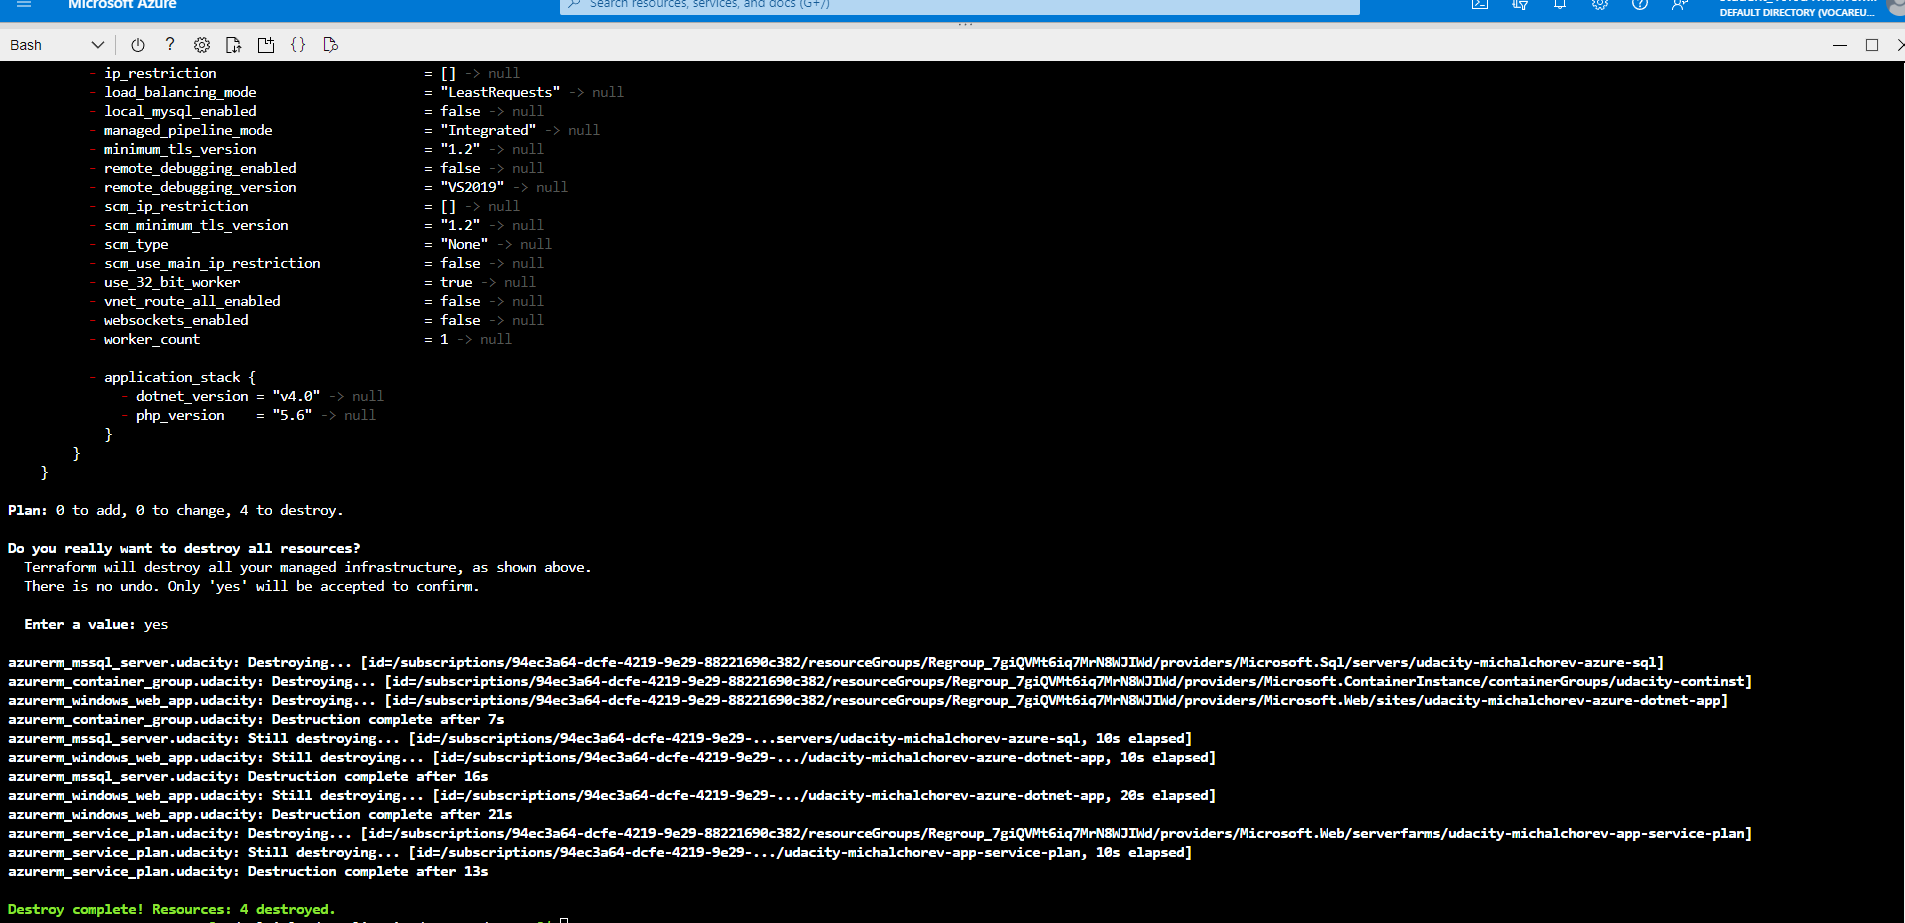 Microsoft Azure
Search resources, services, and docs (G+/)
DEFAULT DIRECTORY (VOCAREU...
Bash
- ip_restriction = [] -> null
- load_balancing_mode = "LeastRequests" -> null
- local_mysql_enabled = false -> null
- managed_pipeline_mode = "Integrated" -> null
- minimum_tls_version = "1.2" -> null
- remote_debugging_enabled = false -> null
- remote_debugging_version = "VS2019" -> null
- scm_ip_restriction = [] -> null
- scm_minimum_tls_version = "1.2" -> null
- scm_type = "None" -> null
- scm_use_main_ip_restriction = false -> null
- use_32_bit_worker = true -> null
- vnet_route_all_enabled = false -> null
- websockets_enabled = false -> null
- worker_count = 1 -> null
- application_stack {
- dotnet_version = "v4.0" -> null
- php_version = "5.6" -> null
}
}
}
Plan: 0 to add, 0 to change, 4 to destroy.
Do you really want to destroy all resources?
Terraform will destroy all your managed infrastructure, as shown above.
There is no undo. Only 'yes' will be accepted to confirm.
Enter a value: yes
azurerm_mssql_server.udacity: Destroying... [id=/subscriptions/94ec3a64-dcfe-4219-9e29-88221690c382/resourceGroups/Regroup_7giQVMt6iq7MrN8WJIWd/providers/Microsoft.Sql/servers/udacity-michalchorev-azure-sql]
azurerm_container_group.udacity: Destroying... [id=/subscriptions/94ec3a64-dcfe-4219-9e29-88221690c382/resourceGroups/Regroup_7giQVMt6iq7MrN8WJIWd/providers/Microsoft.ContainerInstance/containerGroups/udacity-continst]
azurerm_windows_web_app.udacity: Destroying... [id=/subscriptions/94ec3a64-dcfe-4219-9e29-88221690c382/resourceGroups/Regroup_7giQVMt6iq7MrN8WJIWd/providers/Microsoft.Web/sites/udacity-michalchorev-azure-dotnet-app]
azurerm_container_group.udacity: Destruction complete after 7s
azurerm_mssql_server.udacity: Still destroying... [id=/subscriptions/94ec3a64-dcfe-4219-9e29-...servers/udacity-michalchorev-azure-sql, 10s elapsed]
azurerm_windows_web_app.udacity: Still destroying... [id=/subscriptions/94ec3a64-dcfe-4219-9e29-.../udacity-michalchorev-azure-dotnet-app, 10s elapsed]
azurerm_mssql_server.udacity: Destruction complete after 16s
azurerm_windows_web_app.udacity: Still destroying... [id=/subscriptions/94ec3a64-dcfe-4219-9e29-.../udacity-michalchorev-azure-dotnet-app, 20s elapsed]
azurerm_windows_web_app.udacity: Destruction complete after 21s
azurerm_service_plan.udacity: Destroying... [id=/subscriptions/94ec3a64-dcfe-4219-9e29-88221690c382/resourceGroups/Regroup_7giQVMt6iq7MrN8WJIWd/providers/Microsoft.Web/serverfarms/udacity-michalchorev-app-service-plan]
azurerm_service_plan.udacity: Still destroying... [id=/subscriptions/94ec3a64-dcfe-4219-9e29-.../udacity-michalchorev-app-service-plan, 10s elapsed]
azurerm_service_plan.udacity: Destruction complete after 13s
Destroy complete! Resources: 4 destroyed.